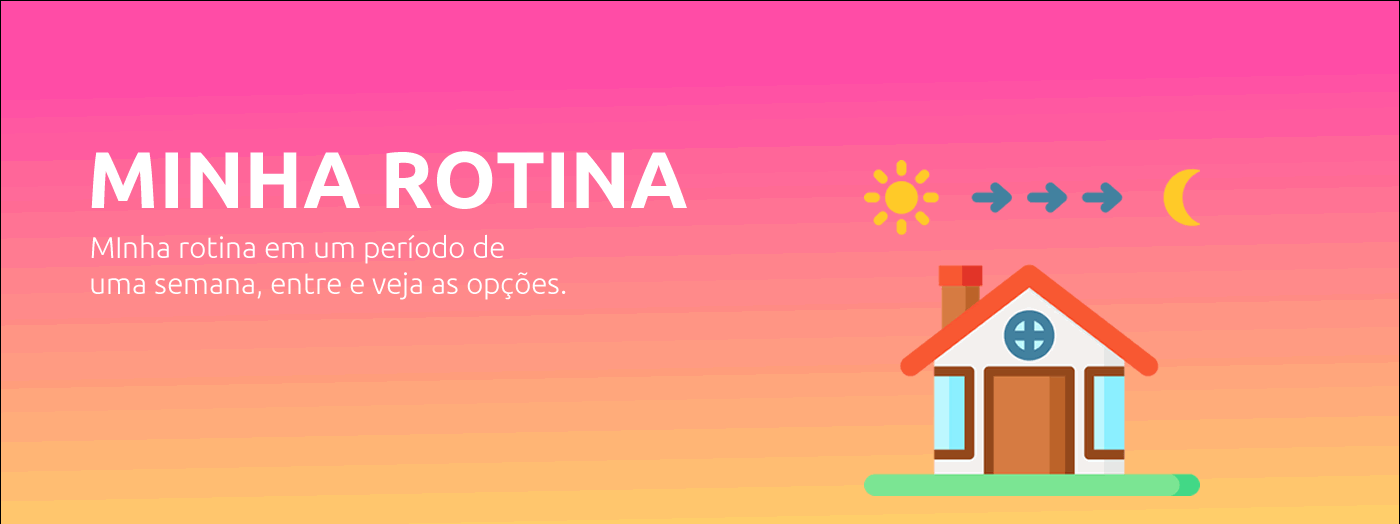 MINHA ROTINA
MInha rotina em um período de
uma semana, entre e veja as opções.